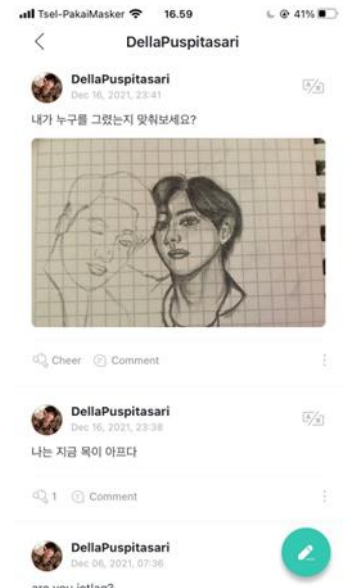 Tsel-PakaiMasker 16.59 41%
DellaPuspitasari
DellaPuspitasari
Dec 16, 2021, 23:41
내가 누구를 그렸는지 맞춰보세요?
Cheer Comment
DellaPuspitasari
Dec 16, 2021, 23:38
나는 지금 목이 아프다
1 Comment
DellaPuspitasari
Dec 06, 2021, 07:36
are you jetlag?